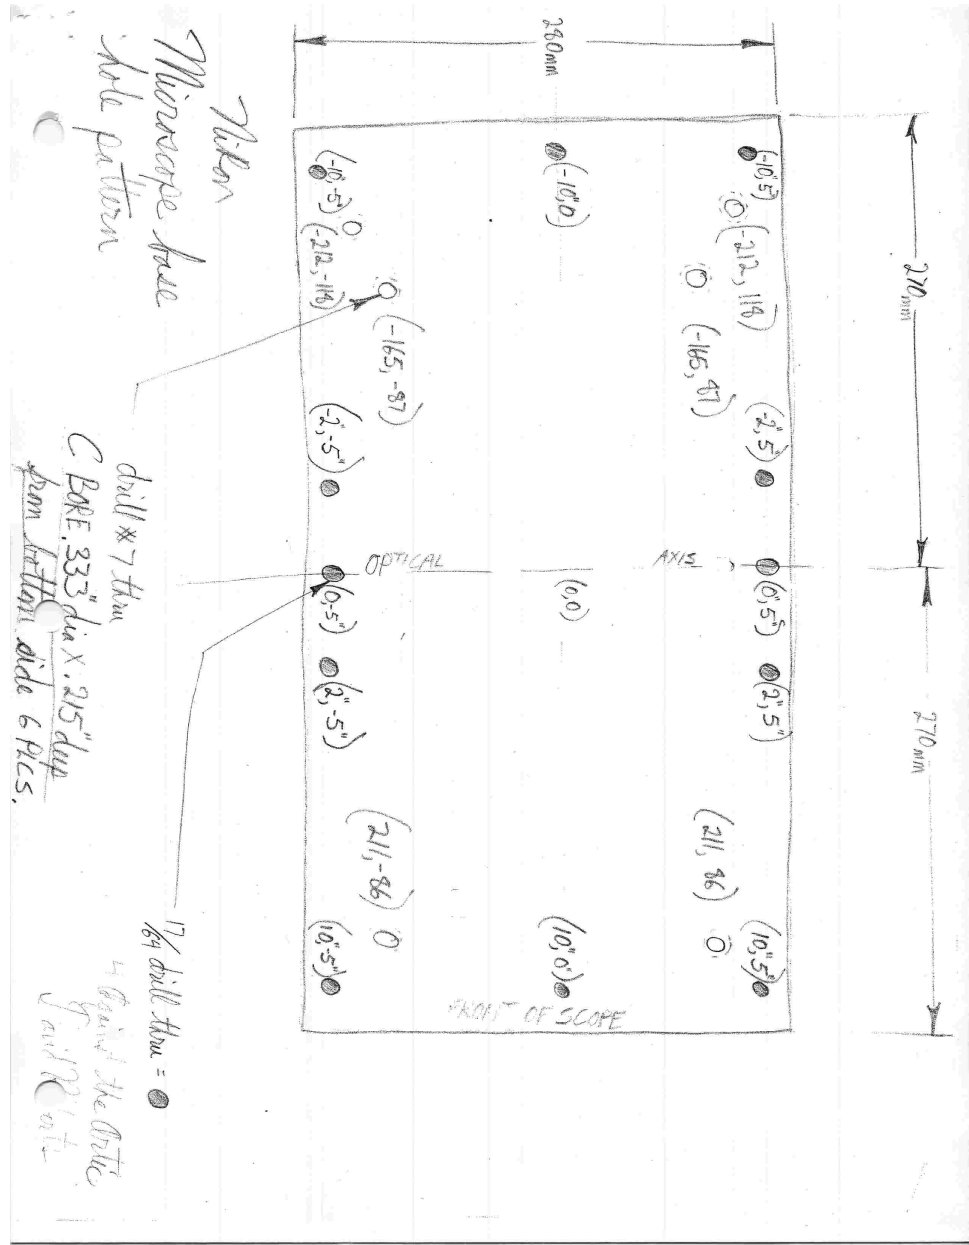 Nikon
Microscope base
hole pattern
280mm
270mm
270mm
(-10",5")
(-10",0)
(-10",-5")
(-212, 118)
(-212,-118)
(-165, 87)
(-165,-87)
(-2",5")
(-2",-5")
OPTICAL AXIS
(0",5")
(0,0)
(0,-5")
(2",5")
(2",-5")
(211, 86)
(211,-86)
(10",5")
(10",0")
(10",-5")
FRONT OF SCOPE
drill #7 thru
C BORE .333" dia X .215" deep
from bottom side 6 PLCS.
17/64 drill thru =
the